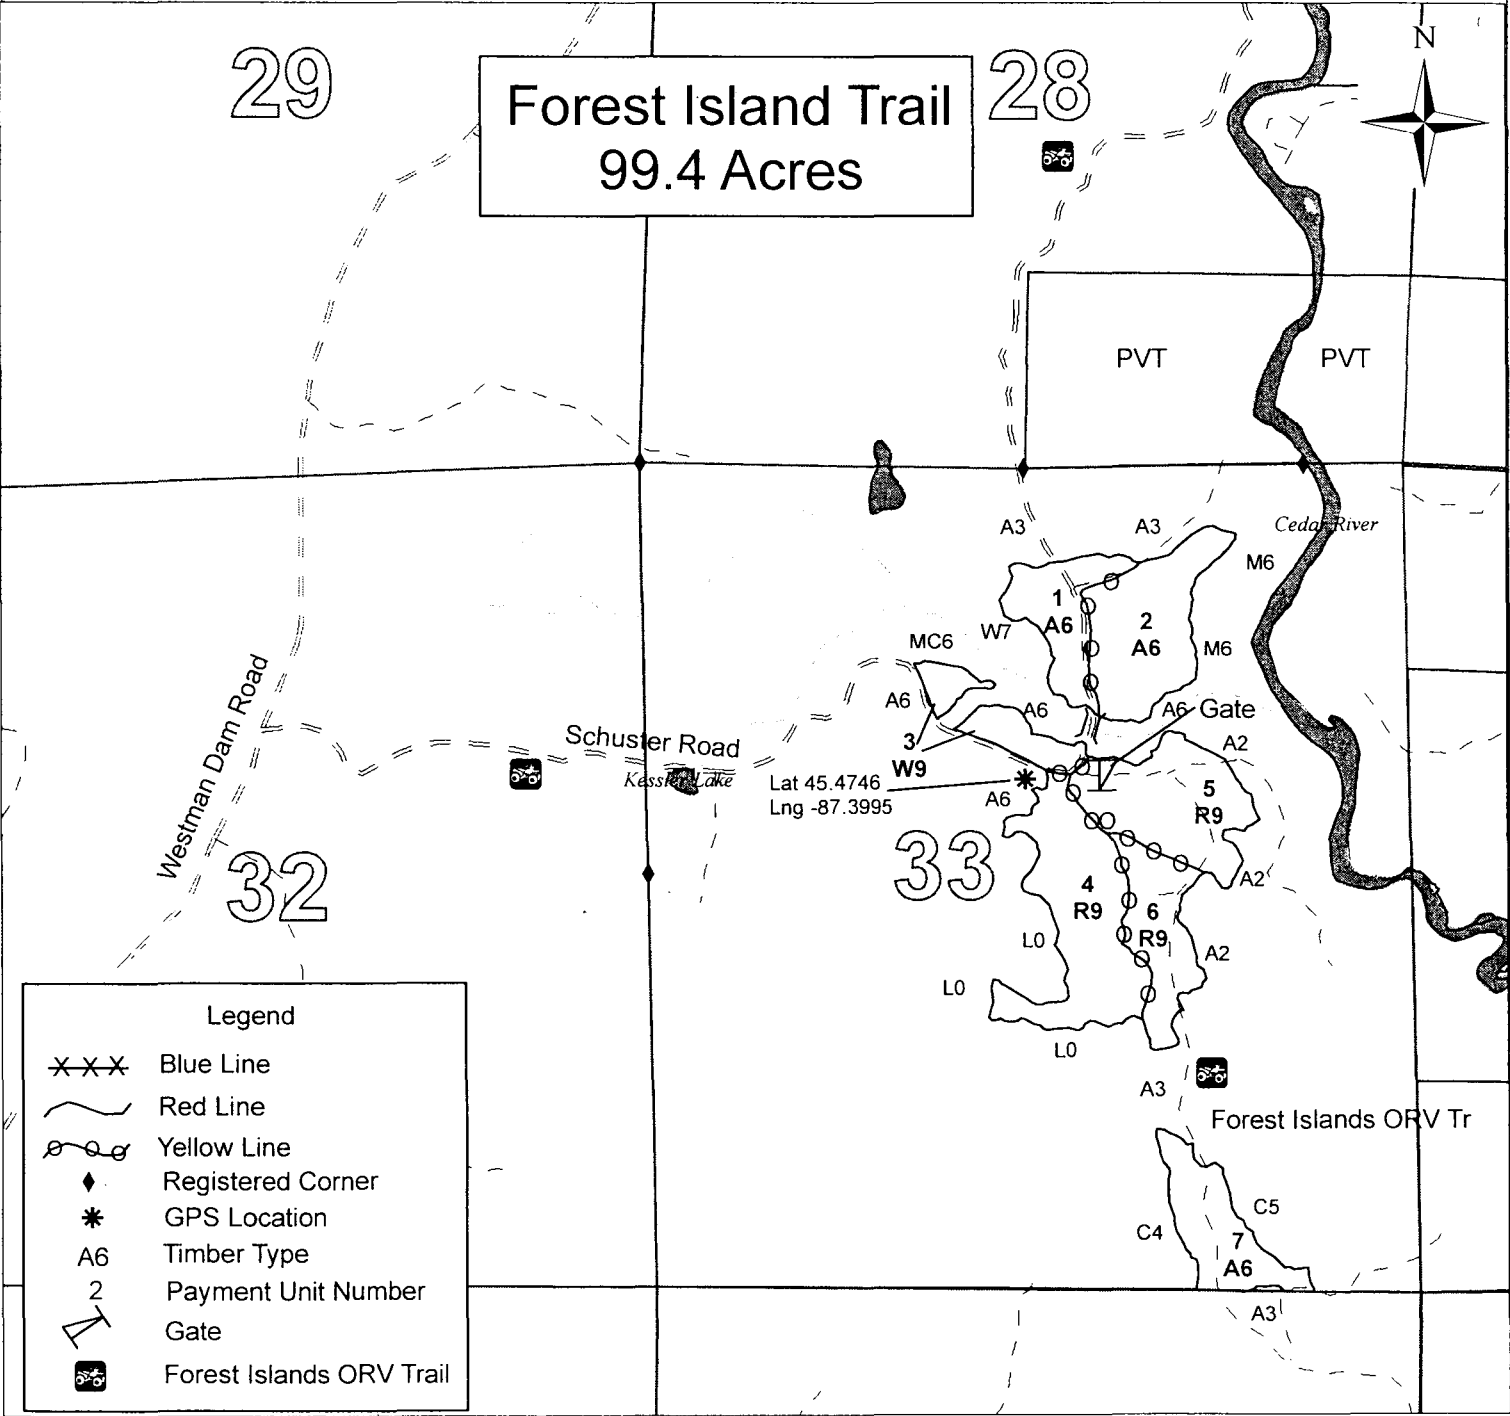 29
Forest Island Trail
99.4 Acres
28
N
PVT
PVT
A3
A3
Cedar River
M6
1
A6
2
A6
W7
MC6
M6
A6
A6
A6
Gate
Westman Dam Road
Schuster Road
Kessler Lake
3
W9
A2
Lat 45.4746
Lng -87.3995
A6
5
R9
32
33
4
R9
A2
6
R9
L0
A2
L0
L0
A3
Forest Islands ORV Tr
C5
C4
7
A6
A3
Legend
X X X Blue Line
Red Line
Yellow Line
Registered Corner
GPS Location
A6 Timber Type
2 Payment Unit Number
Gate
Forest Islands ORV Trail